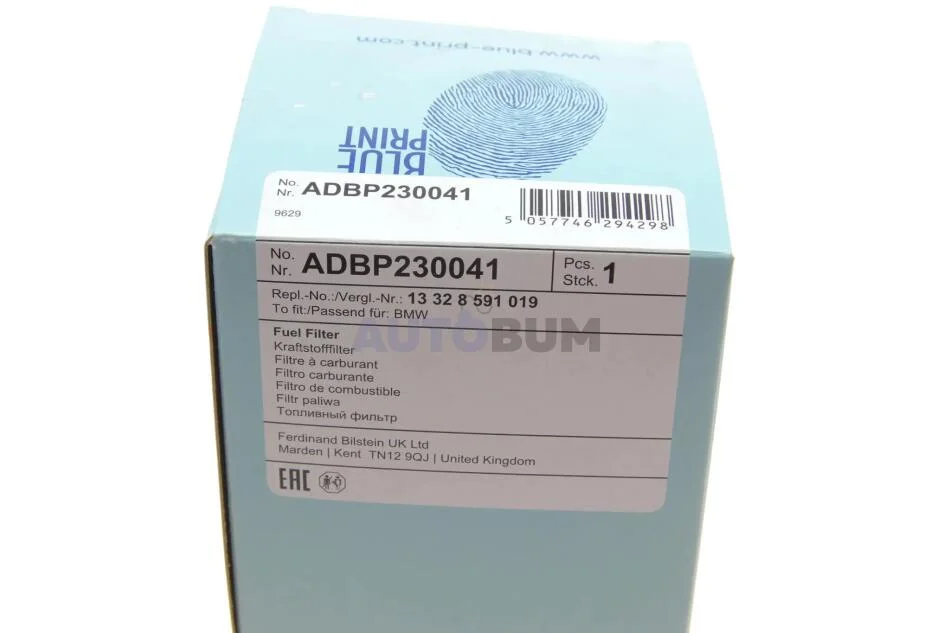 www.blue-print.com
BLUE
PRINT
No.
Nr. ADBP230041
9629
5 057746 294298
No.
Nr. ADBP230041
Pcs.
Stck. 1
Repl.-No.:/Vergl.-Nr.: 13 32 8 591 019
To fit:/Passend für: BMW
AUTOBUM
Fuel Filter
Kraftstofffilter
Filtre à carburant
Filtro carburante
Filtro de combustible
Filtr paliwa
Топливный фильтр
Ferdinand Bilstein UK Ltd
Marden | Kent TN12 9QJ | United Kingdom
EAC